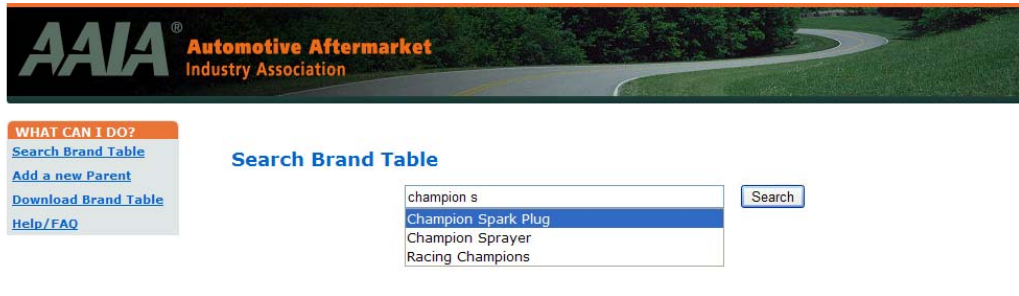 AAIA®
Automotive Aftermarket
Industry Association
WHAT CAN I DO?
Search Brand Table
Add a new Parent
Download Brand Table
Help/FAQ
Search Brand Table
champion s
Search
Champion Spark Plug
Champion Sprayer
Racing Champions